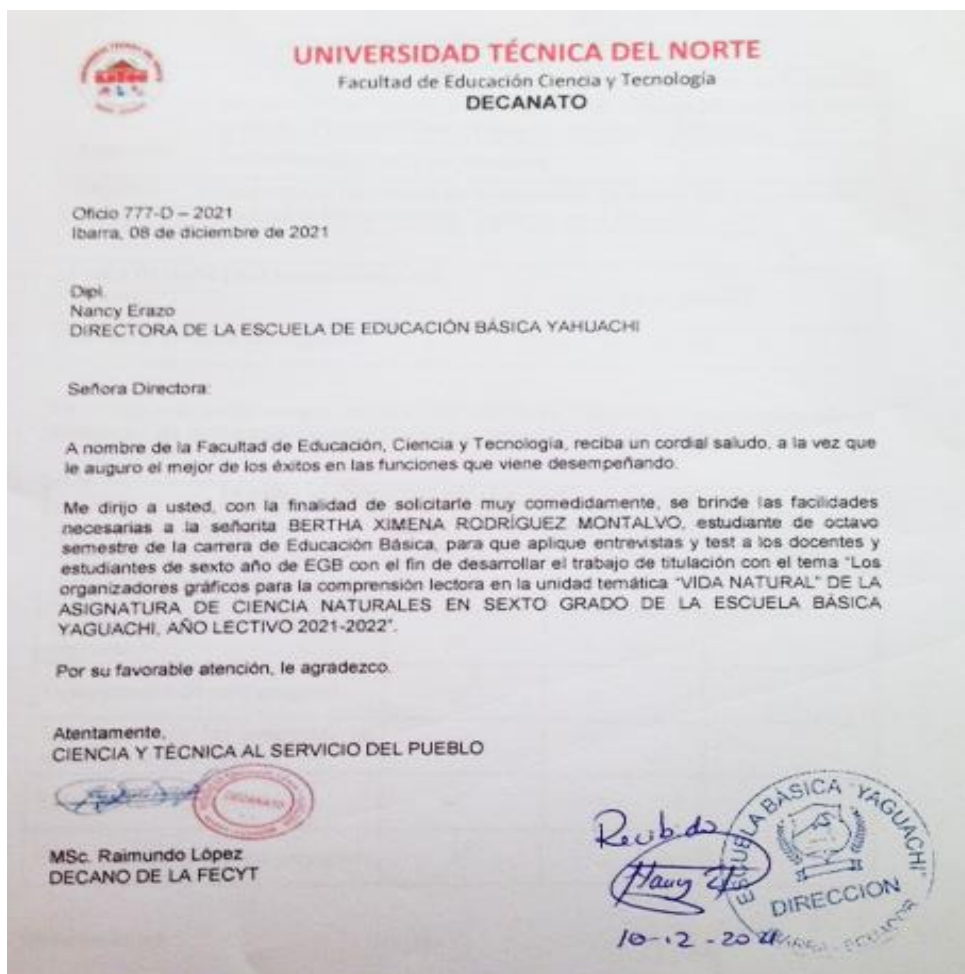 UNIVERSIDAD TÉCNICA DEL NORTE
Facultad de Educación Ciencia y Tecnología
DECANATO
Oficio 777-D – 2021
Ibarra, 08 de diciembre de 2021
Dipl.
Nancy Erazo
DIRECTORA DE LA ESCUELA DE EDUCACIÓN BÁSICA YAHUACHI
Señora Directora:
A nombre de la Facultad de Educación, Ciencia y Tecnología, reciba un cordial saludo, a la vez que
le auguro el mejor de los éxitos en las funciones que viene desempeñando.
Me dirijo a usted, con la finalidad de solicitarle muy comedidamente, se brinde las facilidades
necesarias a la señorita BERTHA XIMENA RODRÍGUEZ MONTALVO, estudiante de octavo
semestre de la carrera de Educación Básica, para que aplique entrevistas y test a los docentes y
estudiantes de sexto año de EGB con el fin de desarrollar el trabajo de titulación con el tema "Los
organizadores gráficos para la comprensión lectora en la unidad temática "VIDA NATURAL" DE LA
ASIGNATURA DE CIENCIA NATURALES EN SEXTO GRADO DE LA ESCUELA BÁSICA
YAGUACHI, AÑO LECTIVO 2021-2022".
Por su favorable atención, le agradezco.
Atentamente,
CIENCIA Y TÉCNICA AL SERVICIO DEL PUEBLO
DECANATO
MSc. Raimundo López
DECANO DE LA FECYT
Recibido
10-12-2021
ESCUELA BÁSICA "YAGUACHI"
DIRECCION
ECUADOR